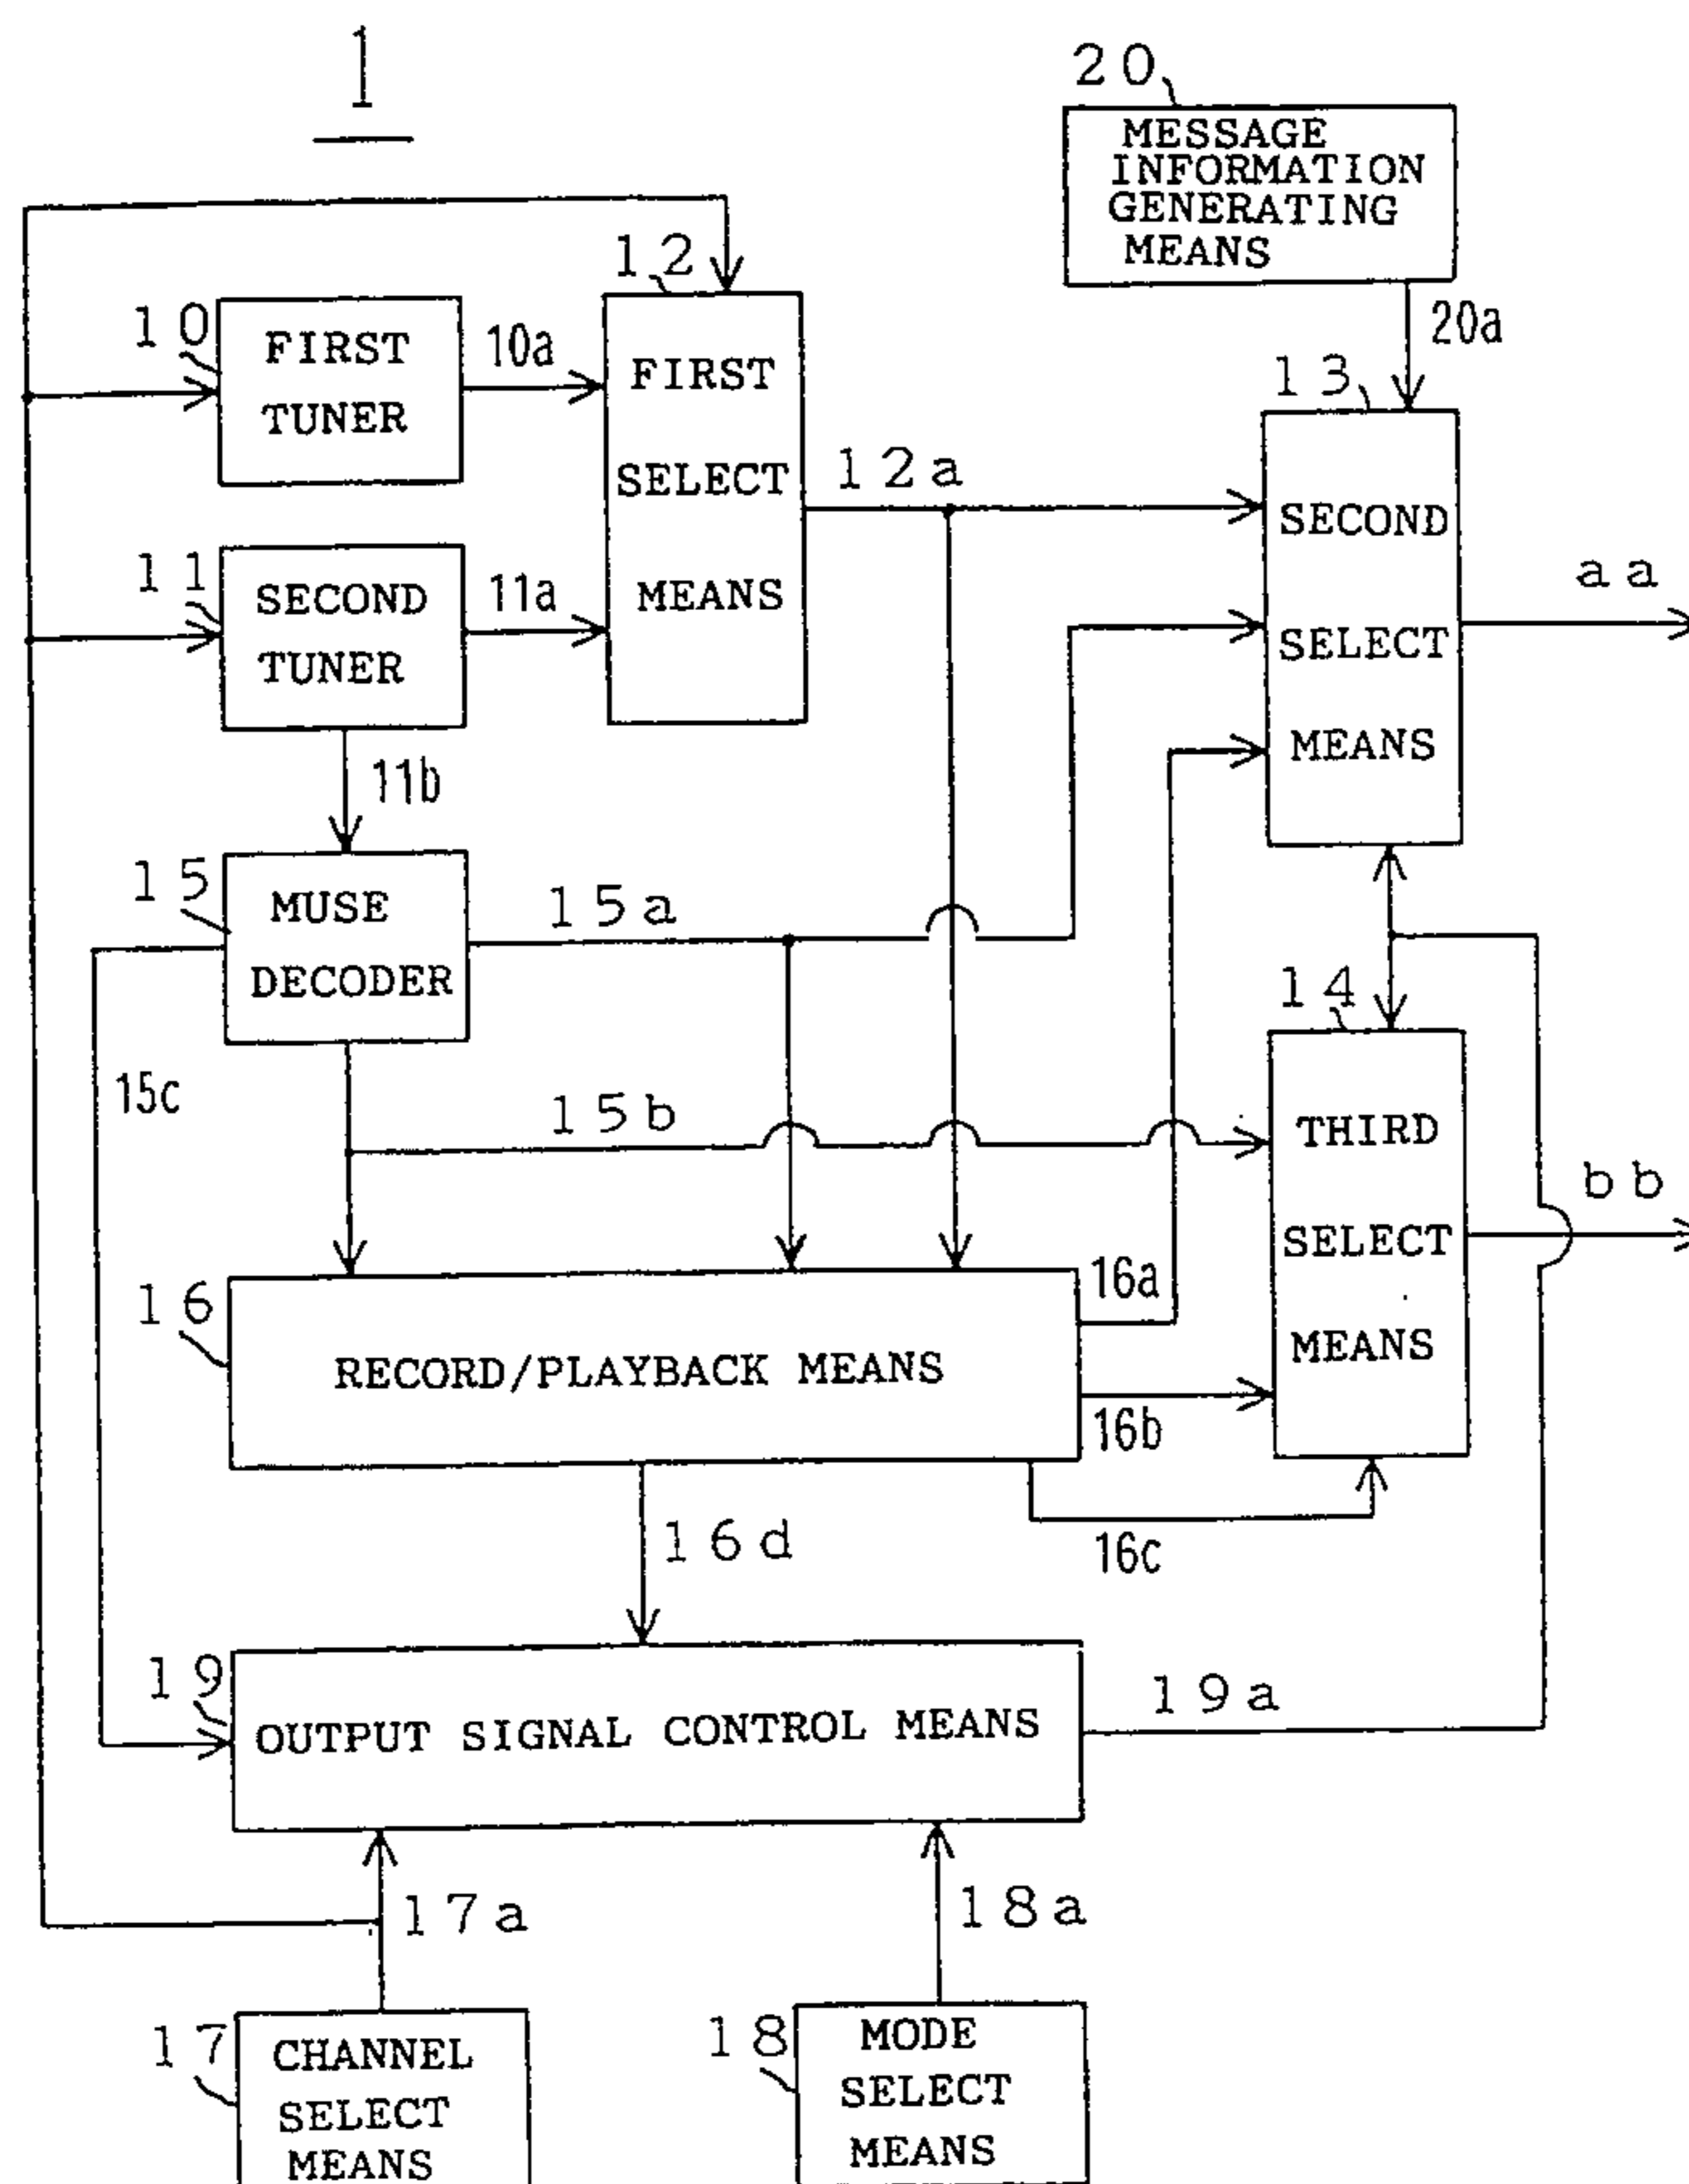 1
20
MESSAGE
INFORMATION
GENERATING
MEANS
20a
12
10
FIRST
TUNER
10a
FIRST
SELECT
MEANS
12a
13
SECOND
SELECT
MEANS
aa
11
SECOND
TUNER
11a
11b
15
MUSE
DECODER
15a
15c
15b
14
THIRD
SELECT
MEANS
bb
16
RECORD/PLAYBACK MEANS
16a
16b
16c
16d
19
OUTPUT SIGNAL CONTROL MEANS
19a
17a
18a
17
CHANNEL
SELECT
MEANS
18
MODE
SELECT
MEANS